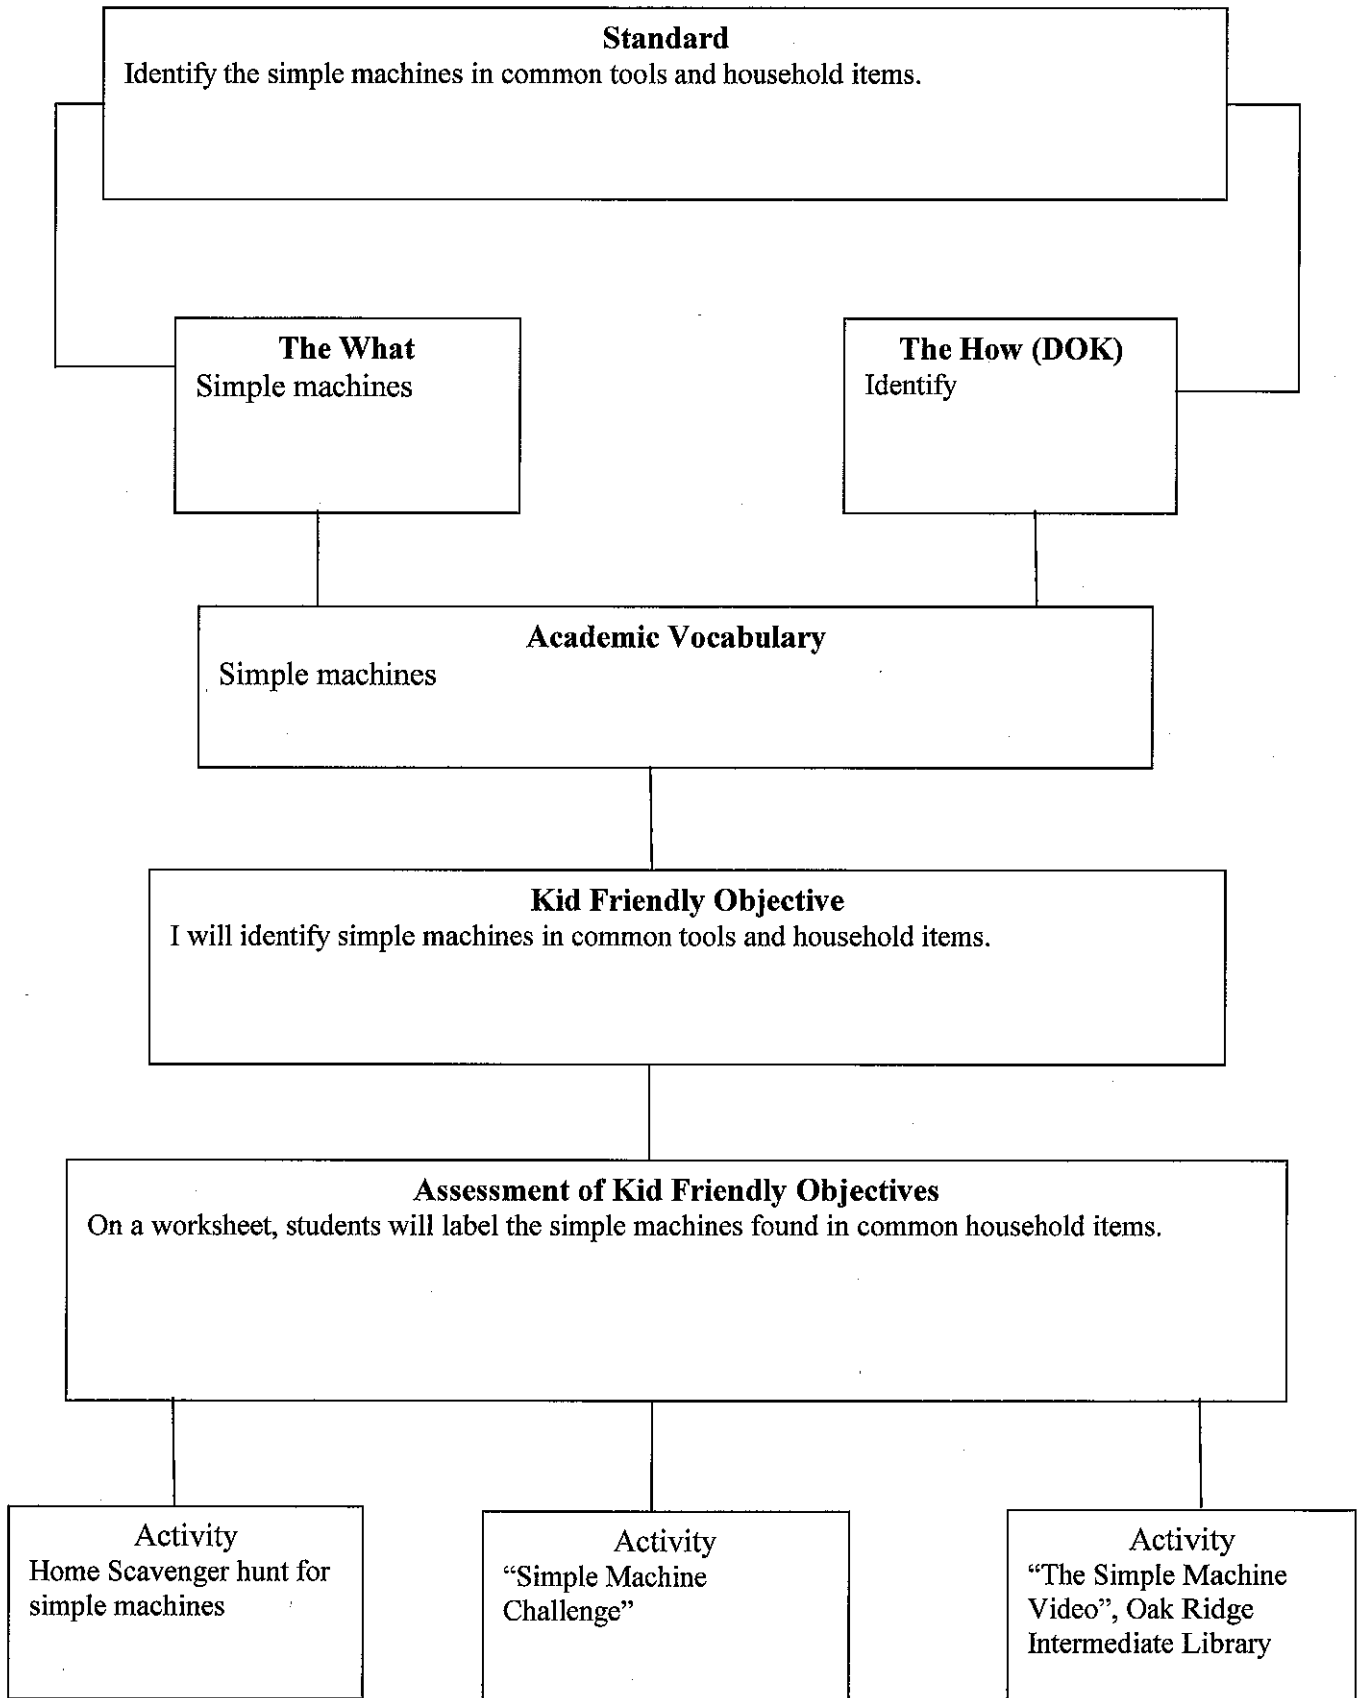 Standard
Identify the simple machines in common tools and household items.
The What
Simple machines
The How (DOK)
Identify
Academic Vocabulary
Simple machines
Kid Friendly Objective
I will identify simple machines in common tools and household items.
Assessment of Kid Friendly Objectives
On a worksheet, students will label the simple machines found in common household items.
Activity
Home Scavenger hunt for
simple machines
Activity
“Simple Machine
Challenge”
Activity
“The Simple Machine
Video”, Oak Ridge
Intermediate Library